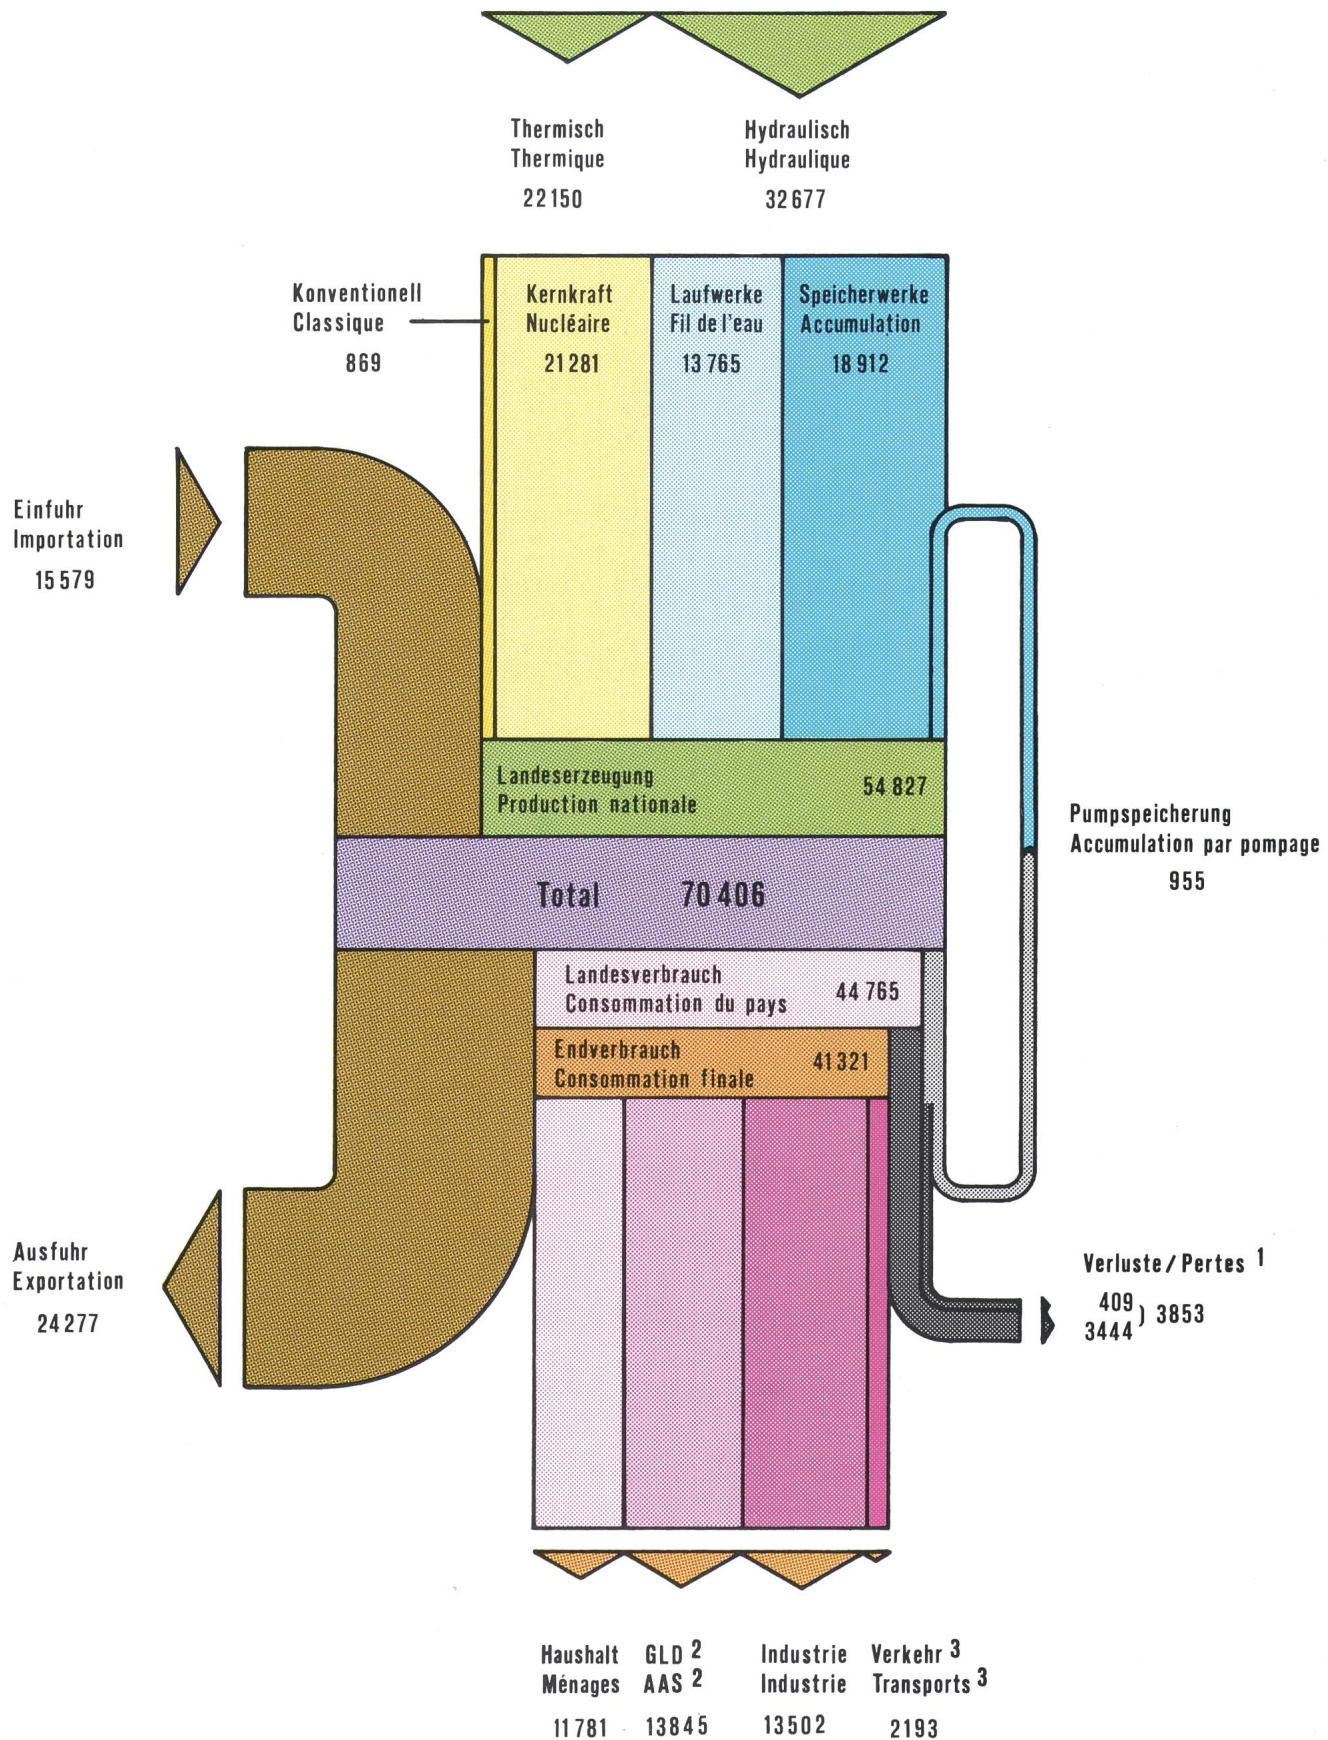 Thermisch
Thermique
22150
Hydraulisch
Hydraulique
32677
Konventionell
Classique
869
Kernkraft
Nucléaire
21281
Laufwerke
Fil de l'eau
13765
Speicherwerke
Accumulation
18912
Einfuhr
Importation
15579
Landeserzeugung
Production nationale
54827
Pumpspeicherung
Accumulation par pompage
955
Total 70406
Landesverbrauch
Consommation du pays
44765
Endverbrauch
Consommation finale
41321
Ausfuhr
Exportation
24277
Verluste/Pertes 1
409
3444
) 3853
Haushalt
Ménages
11781
GLD 2
AAS 2
13845
Industrie
Industrie
13502
Verkehr 3
Transports 3
2193